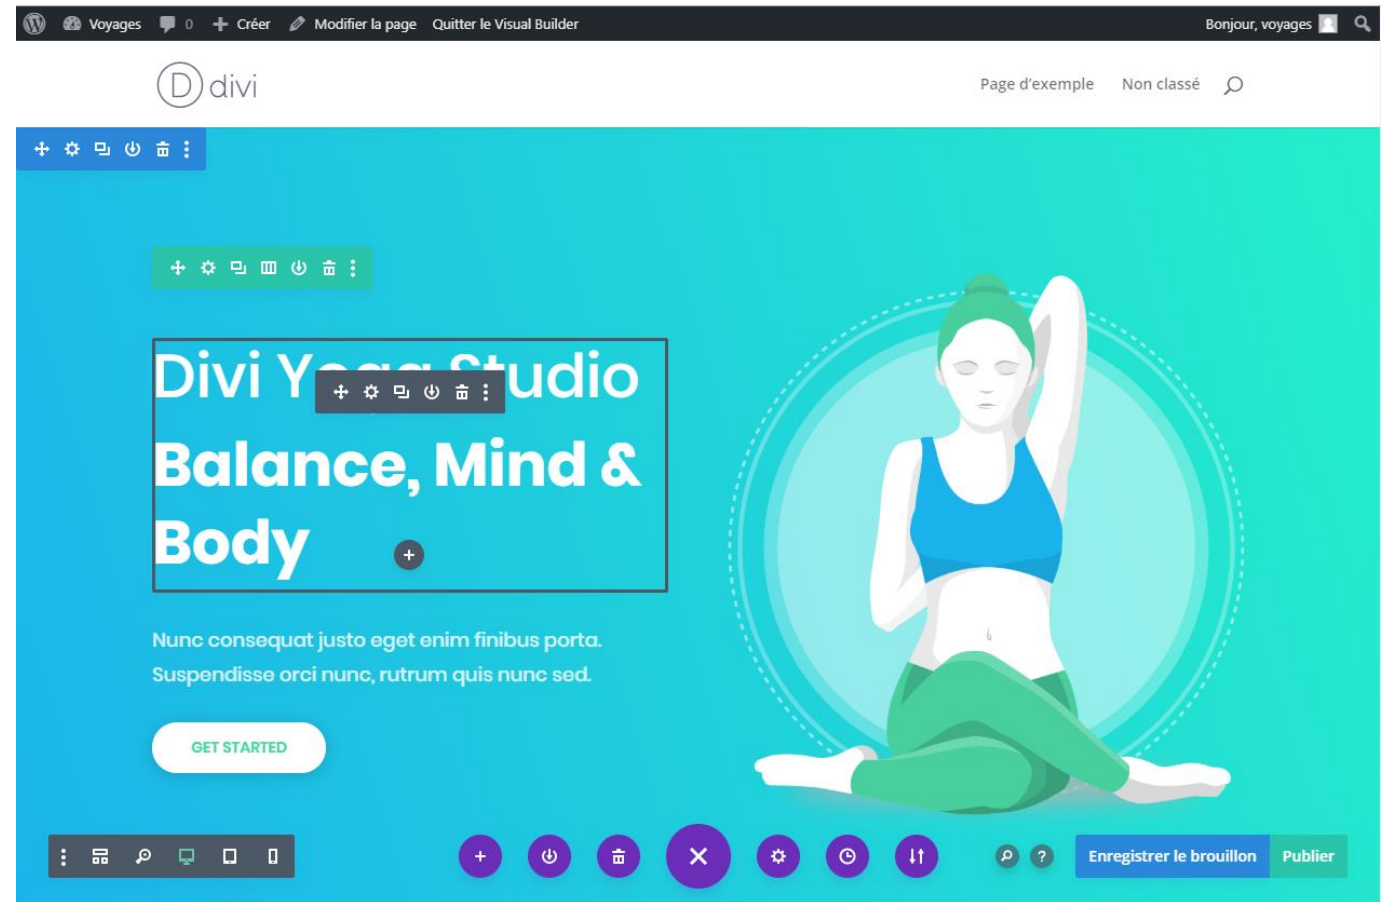 Voyages 0 Créer Modifier la page Quitter le Visual Builder Bonjour, voyages
D divi Page d'exemple Non classé
Divi Yoga Studio
Balance, Mind &
Body
Nunc consequat justo eget enim finibus porta.
Suspendisse orci nunc, rutrum quis nunc sed.
GET STARTED
Enregistrer le brouillon Publier